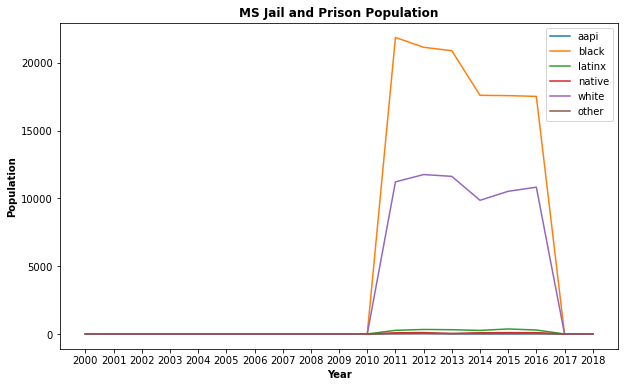 MS Jail and Prison Population
aapi
black
latinx
native
white
other
20000
15000
10000
5000
0
Population
2000 2001 2002 2003 2004 2005 2006 2007 2008 2009 2010 2011 2012 2013 2014 2015 2016 2017 2018
Year